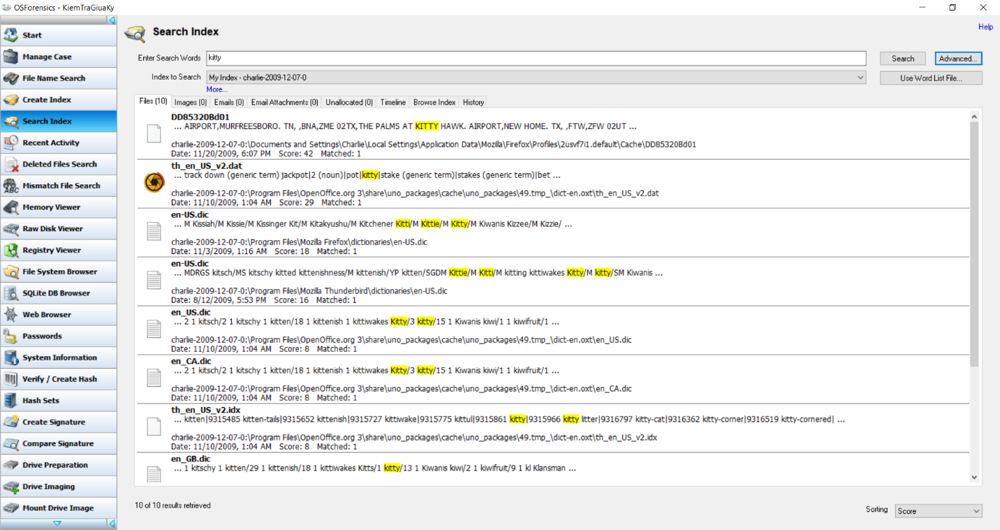 OSForensics - KiemTraGiuaKy
Start
Manage Case
File Name Search
Create Index
Search Index
Recent Activity
Deleted Files Search
Mismatch File Search
Memory Viewer
Raw Disk Viewer
Registry Viewer
File System Browser
SQLite DB Browser
Web Browser
Passwords
System Information
Verify / Create Hash
Hash Sets
Create Signature
Compare Signature
Drive Preparation
Drive Imaging
Mount Drive Image
Search Index
Help
Enter Search Words kitty Search Advanced...
Index to Search My Index - charlie-2009-12-07-0 Use Word List File...
More...
Files (10) Images (0) Emails (0) Email Attachments (0) Unallocated (0) Timeline Browse Index History
DD85320Bd01
... AIRPORT,MURFREESBORO. TN, ,BNA,ZME 02TX,THE PALMS AT KITTY HAWK. AIRPORT,NEW HOME. TX, ,FTW,ZFW 02UT ...
charlie-2009-12-07-0:\Documents and Settings\Charlie\Local Settings\Application Data\Mozilla\Firefox\Profiles\2usvf7i1.default\Cache\DD85320Bd01
Date: 11/20/2009, 6:07 PM Score: 42 Matched: 1
th_en_US_v2.dat
... track down (generic term) jackpot|2 (noun)|pot|kitty|stake (generic term)|stakes (generic term)|bet ...
charlie-2009-12-07-0:\Program Files\OpenOffice.org 3\share\uno_packages\cache\uno_packages\49.tmp_\dict-en.oxt\th_en_US_v2.dat
Date: 11/10/2009, 1:04 AM Score: 29 Matched: 1
en-US.dic
... M Kissiah/M Kissie/M Kissinger Kit/M Kitakyushu/M Kitchener Kitti/M Kittie/M Kitty/M Kiwanis Kizzee/M Kizzie/ ...
charlie-2009-12-07-0:\Program Files\Mozilla Firefox\dictionaries\en-US.dic
Date: 11/3/2009, 1:16 AM Score: 18 Matched: 1
en-US.dic
... MDRGS kitsch/MS kitschy kitted kittenishness/M kittenish/YP kitten/SGDM Kittie/M Kitti/M kitting kittiwakes Kitty/M kitty/SM Kiwanis ...
charlie-2009-12-07-0:\Program Files\Mozilla Thunderbird\dictionaries\en-US.dic
Date: 8/12/2009, 5:53 PM Score: 16 Matched: 1
en_US.dic
... 2 1 kitsch/2 1 kitschy 1 kitten/18 1 kittenish 1 kittiwakes Kitty/3 kitty/15 1 Kiwanis kiwi/1 1 kiwifruit/1 ...
charlie-2009-12-07-0:\Program Files\OpenOffice.org 3\share\uno_packages\cache\uno_packages\49.tmp_\dict-en.oxt\en_US.dic
Date: 11/10/2009, 1:04 AM Score: 8 Matched: 1
en_CA.dic
... 2 1 kitsch/2 1 kitschy 1 kitten/18 1 kittenish 1 kittiwakes Kitty/3 kitty/15 1 Kiwanis kiwi/1 1 kiwifruit/1 ...
charlie-2009-12-07-0:\Program Files\OpenOffice.org 3\share\uno_packages\cache\uno_packages\49.tmp_\dict-en.oxt\en_CA.dic
Date: 11/10/2009, 1:04 AM Score: 8 Matched: 1
th_en_US_v2.idx
... kitten|9315485 kitten-tails|9315652 kittenish|9315727 kittiwake|9315775 kittul|9315861 kitty|9315966 kitty litter|9316797 kitty-cat|9316362 kitty-corner|9316519 kitty-cornered| ...
charlie-2009-12-07-0:\Program Files\OpenOffice.org 3\share\uno_packages\cache\uno_packages\49.tmp_\dict-en.oxt\th_en_US_v2.idx
Date: 11/10/2009, 1:04 AM Score: 8 Matched: 1
en_GB.dic
... 1 kitschy 1 kitten/29 1 kittenish/18 1 kittiwakes Kitts/1 kitty/13 1 Kiwanis kiwi/2 1 kiwifruit/9 1 kl Klansman ...
10 of 10 results retrieved
Sorting Score